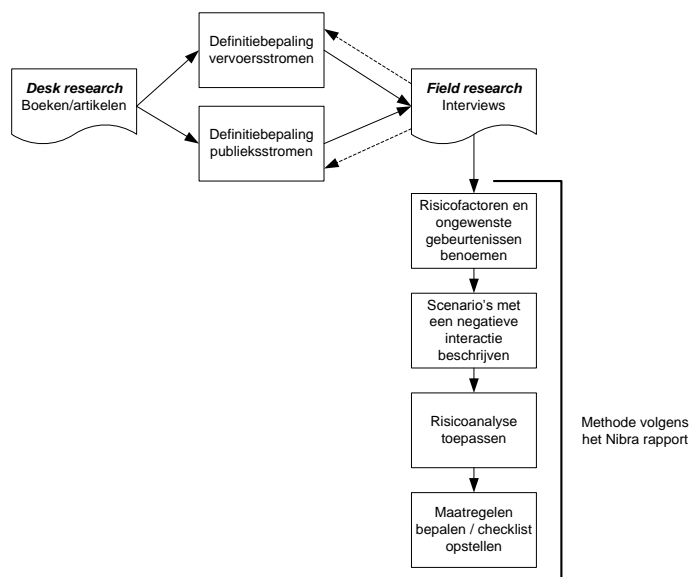 Desk research
Boeken/artikelen
Definitiebepaling
vervoersstromen
Definitiebepaling
publieksstromen
Field research
Interviews
Risicofactoren en
ongewenste
gebeurtenissen
benoemen
Scenario's met
een negatieve
interactie
beschrijven
Risicoanalyse
toepassen
Maatregelen
bepalen / checklist
opstellen
Methode volgens
het Nibra rapport